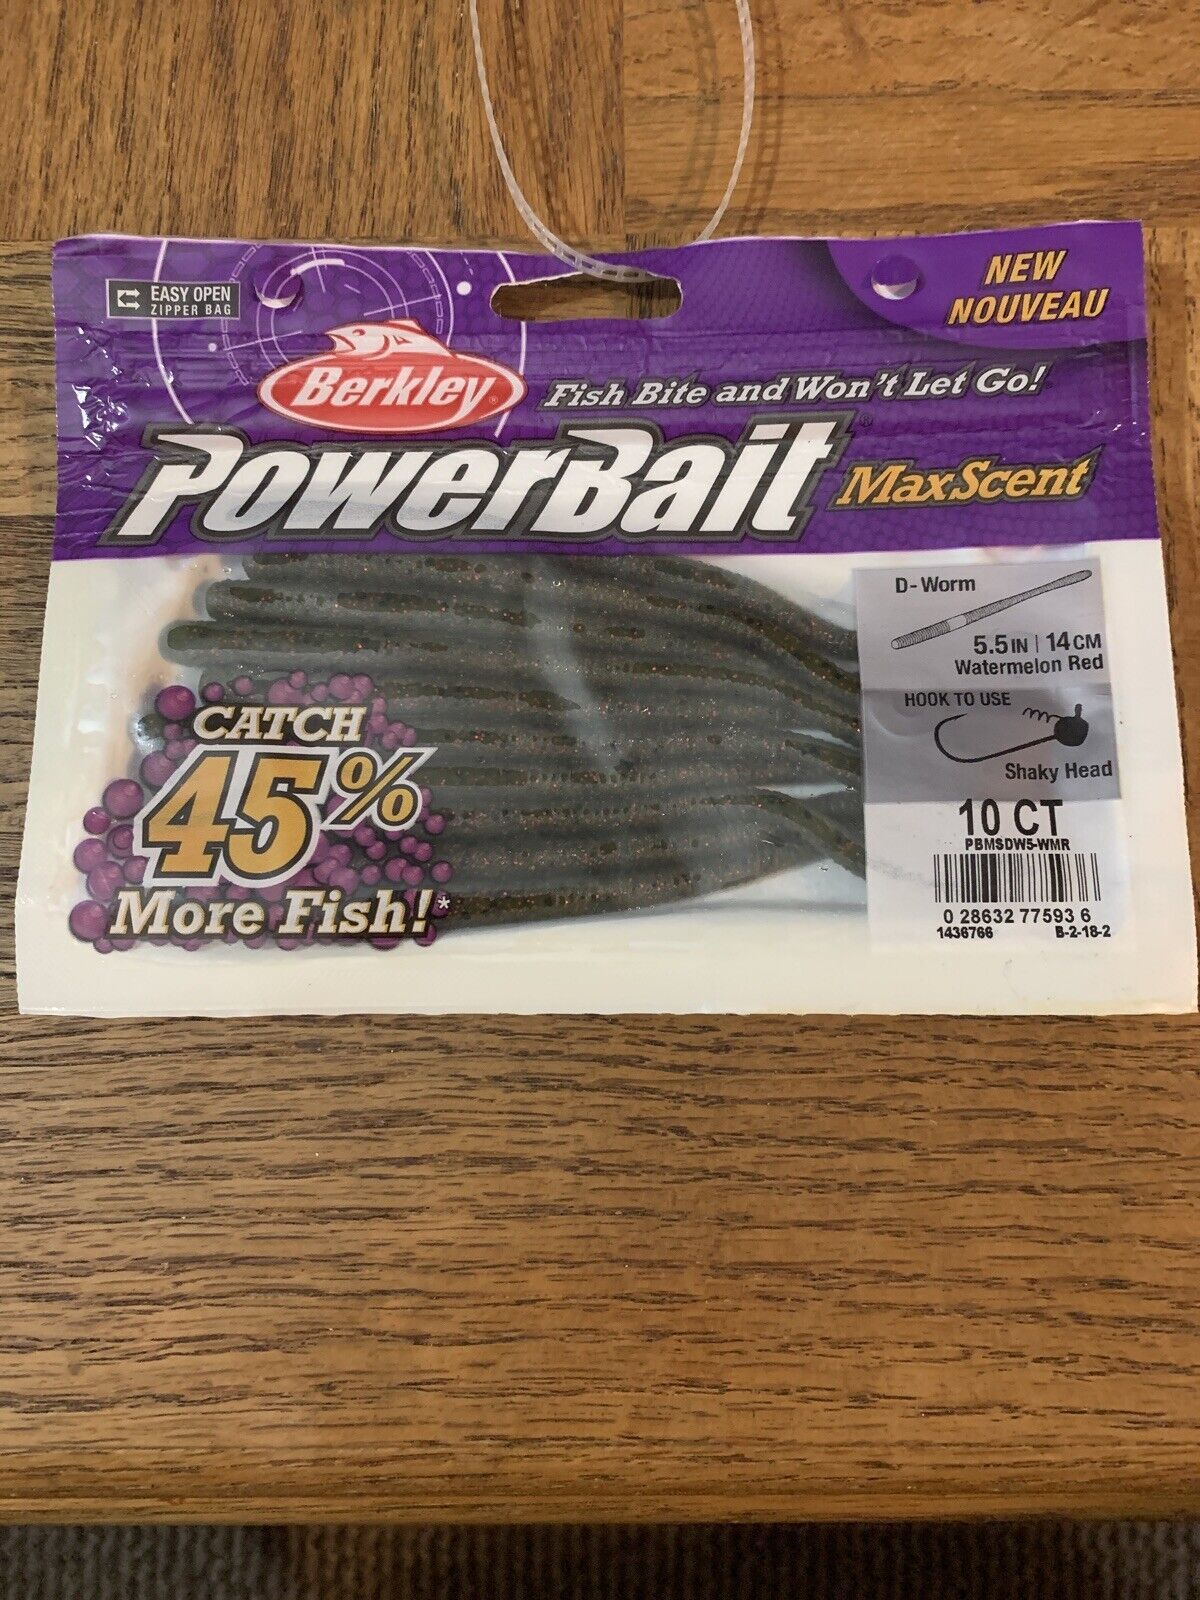 EASY OPEN
ZIPPER BAG
NEW
NOUVEAU
Berkley®
Fish Bite and Won't Let Go!
PowerBait®
MaxScent
D-Worm
5.5 IN | 14 CM
Watermelon Red
HOOK TO USE
Shaky Head
CATCH
45%
More Fish!*
10 CT
PBMSDW5-WMR
0 28632 77593 6
1436766 B-2-18-2